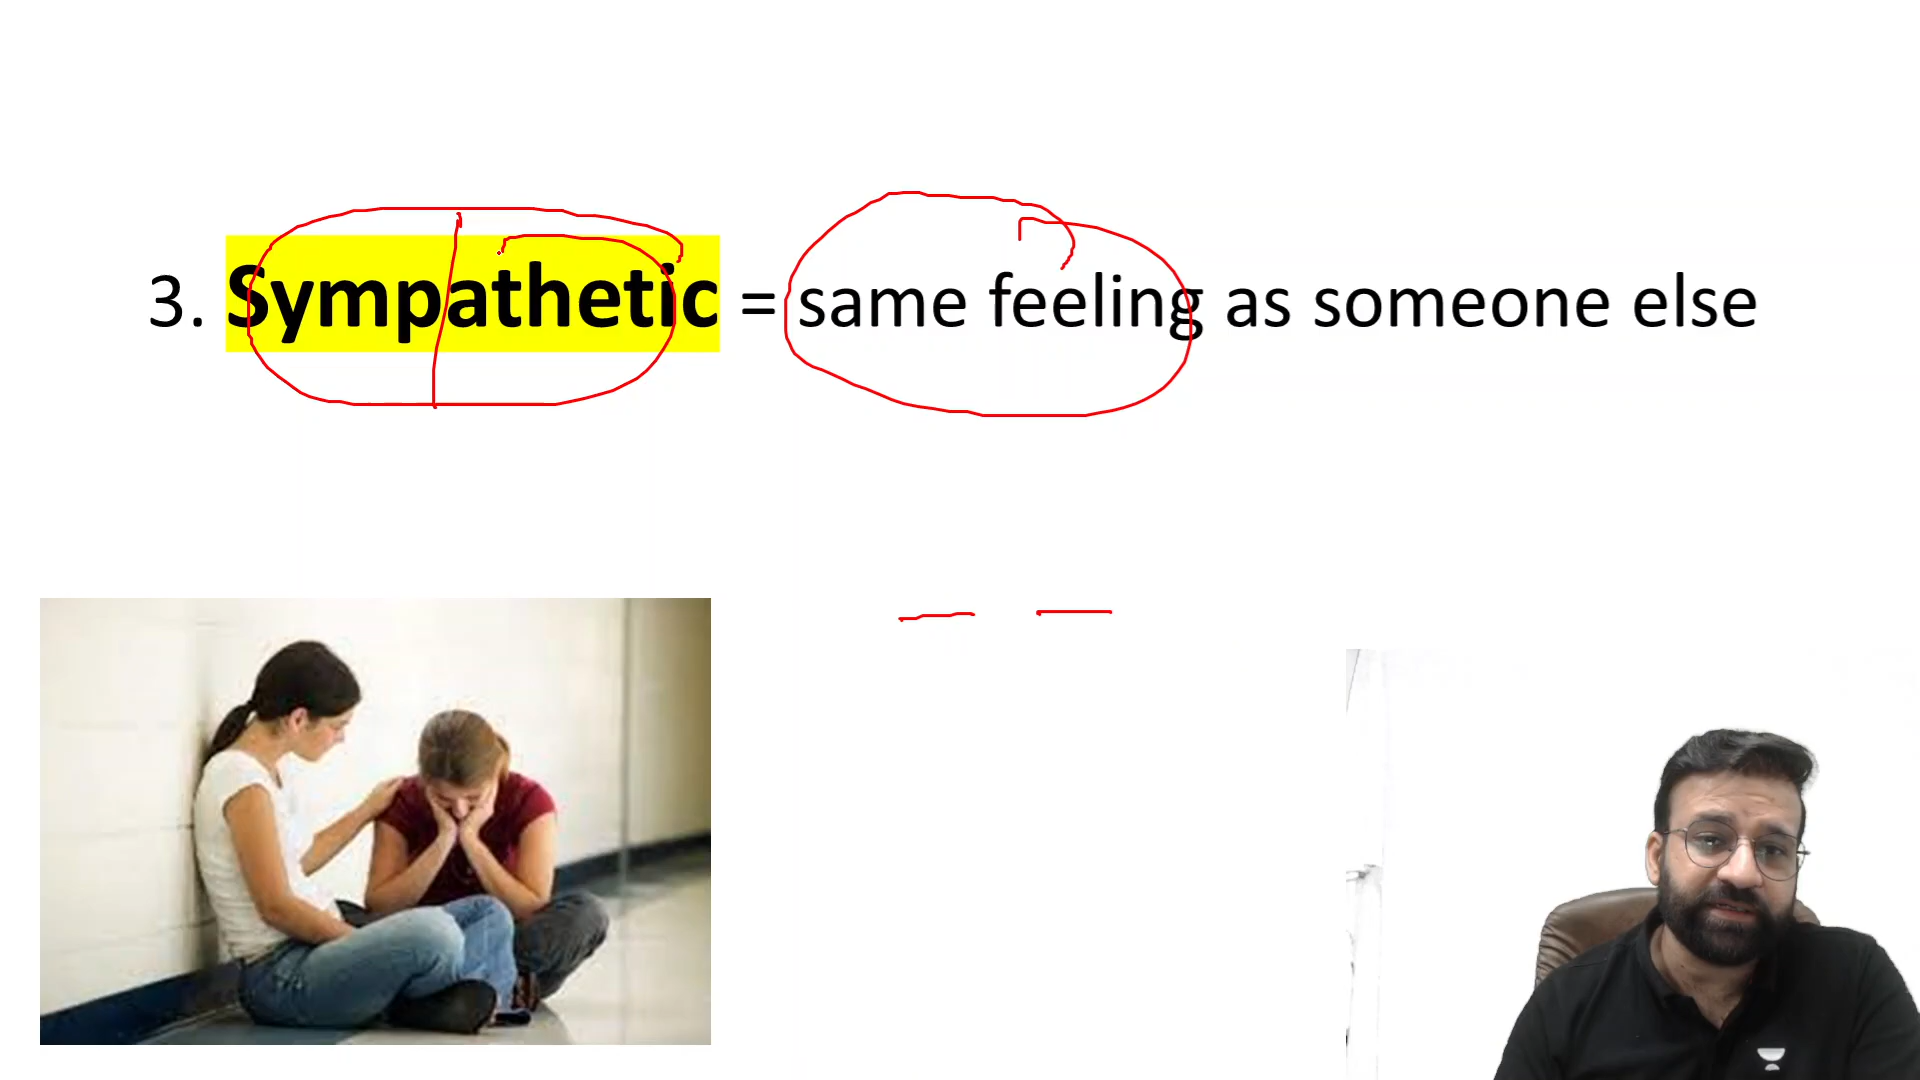 3. Sympathetic = same feeling as someone else